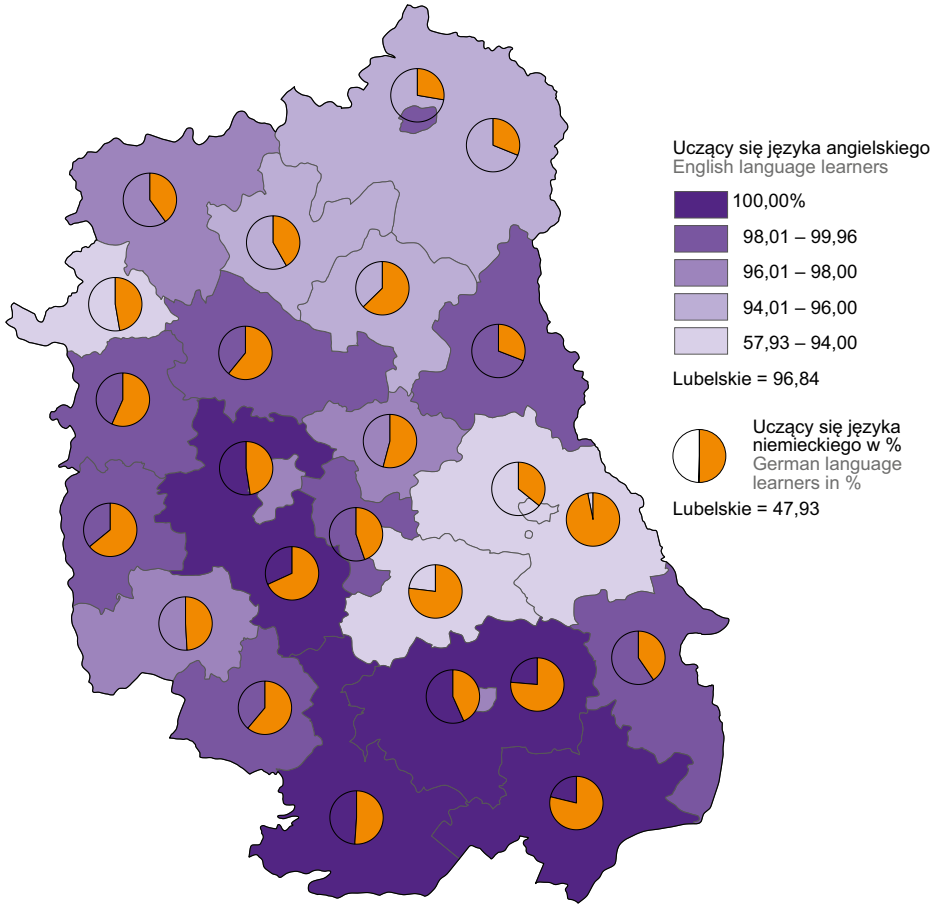 Uczący się języka angielskiego
English language learners
100,00%
98,01 – 99,96
96,01 – 98,00
94,01 – 96,00
57,93 – 94,00
Lubelskie = 96,84
Uczący się języka
niemieckiego w %
German language
learners in %
Lubelskie = 47,93